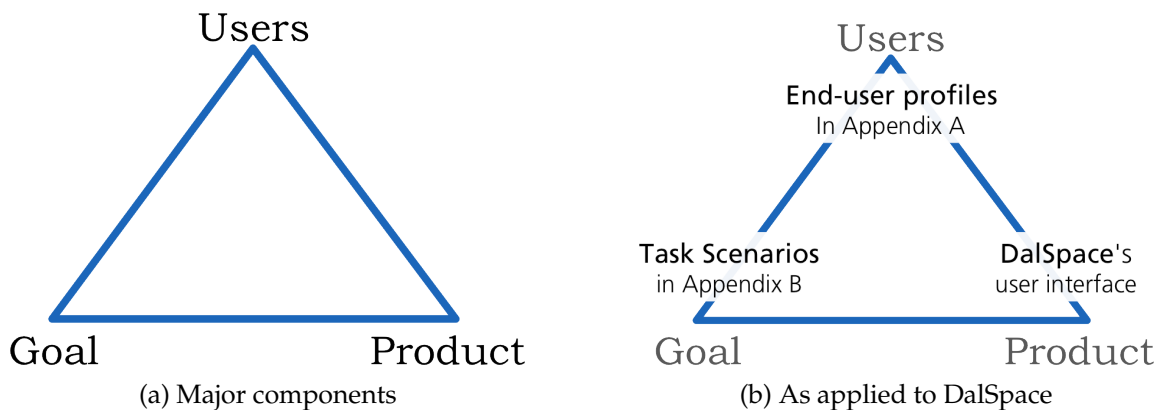 Users
Goal
Product
(a) Major components
Users
End-user profiles
In Appendix A
Task Scenarios
in Appendix B
DalSpace's
user interface
Goal
Product
(b) As applied to DalSpace